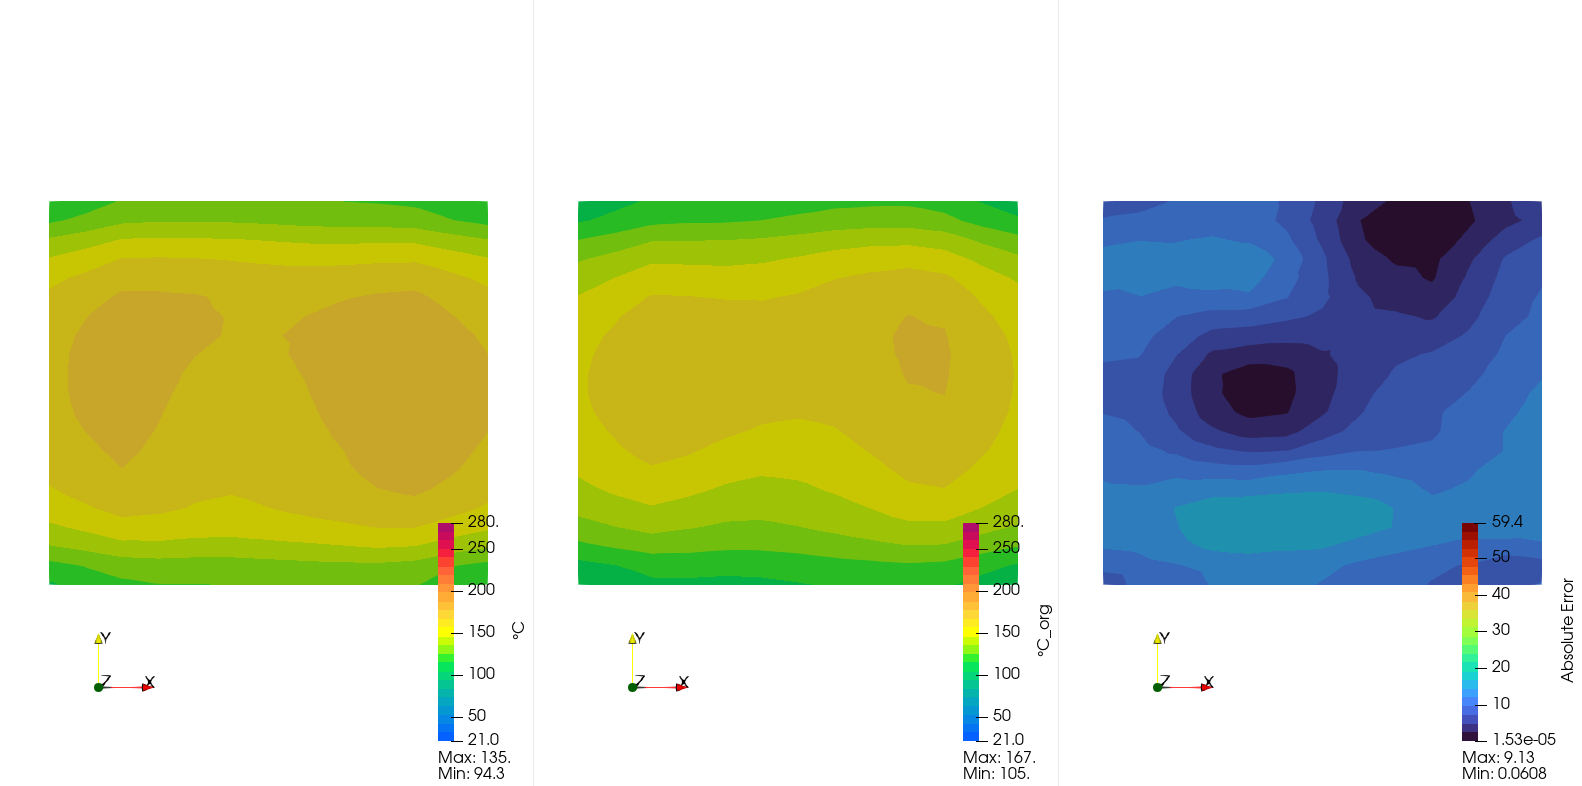 280.
250
200
150
100
50
21.0
°C
Max: 135.
Min: 94.3
Y
Z
X
280.
250
200
150
100
50
21.0
°C_org
Max: 167.
Min: 105.
Y
Z
X
59.4
50
40
30
20
10
1.53e-05
Absolute Error
Max: 9.13
Min: 0.0608
Y
Z
X